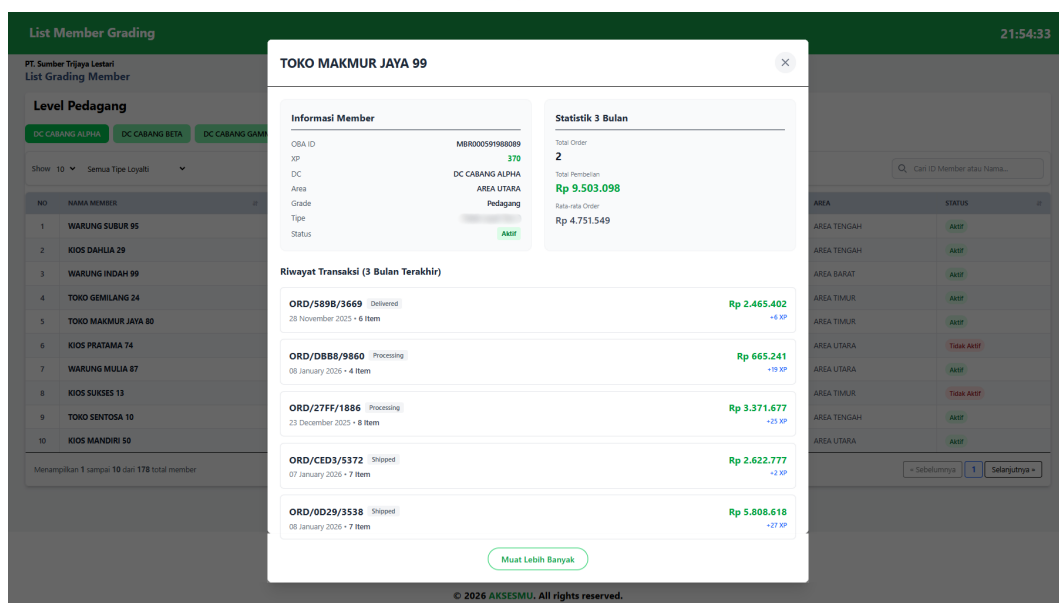 List Member Grading 21:54:33
PT. Sumber Trijaya Lestari
List Grading Member
Level Pedagang
DC CABANG ALPHA DC CABANG BETA DC CABANG GAMM
Show 10 Semua Tipe Loyalti Cari ID Member atau Nama...
NO NAMA MEMBER AREA STATUS
1 WARUNG SUBUR 95 AREA TENGAH Aktif
2 KIOS DAHLIA 29 AREA TENGAH Aktif
3 WARUNG INDAH 99 AREA BARAT Aktif
4 TOKO GEMILANG 24 AREA TIMUR Aktif
5 TOKO MAKMUR JAYA 80 AREA TIMUR Aktif
6 KIOS PRATAMA 74 AREA UTARA Tidak Aktif
7 WARUNG MULIA 87 AREA UTARA Aktif
8 KIOS SUKSES 13 AREA TIMUR Tidak Aktif
9 TOKO SENTOSA 10 AREA TENGAH Aktif
10 KIOS MANDIRI 50 AREA UTARA Aktif
Menampilkan 1 sampai 10 dari 178 total member « Sebelumnya 1 Selanjutnya »
TOKO MAKMUR JAYA 99
Informasi Member
OBA ID MBR000591988089
XP 370
DC DC CABANG ALPHA
Area AREA UTARA
Grade Pedagang
Tipe
Status Aktif
Statistik 3 Bulan
Total Order
2
Total Pembelian
Rp 9.503.098
Rata-rata Order
Rp 4.751.549
Riwayat Transaksi (3 Bulan Terakhir)
ORD/589B/3669 Delivered Rp 2.465.402
28 November 2025 • 6 Item +6 XP
ORD/DBB8/9860 Processing Rp 665.241
08 January 2026 • 4 Item +19 XP
ORD/27FF/1886 Processing Rp 3.371.677
23 December 2025 • 8 Item +25 XP
ORD/CED3/5372 Shipped Rp 2.622.777
07 January 2026 • 7 Item +2 XP
ORD/0D29/3538 Shipped Rp 5.808.618
08 January 2026 • 7 Item +27 XP
Muat Lebih Banyak
© 2026 AKSESMU. All rights reserved.